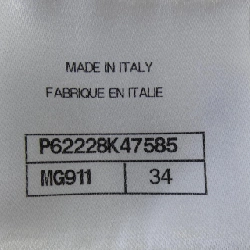 MADE IN ITALY
FABRIQUE EN ITALIE
P62228K47585
MG911 34